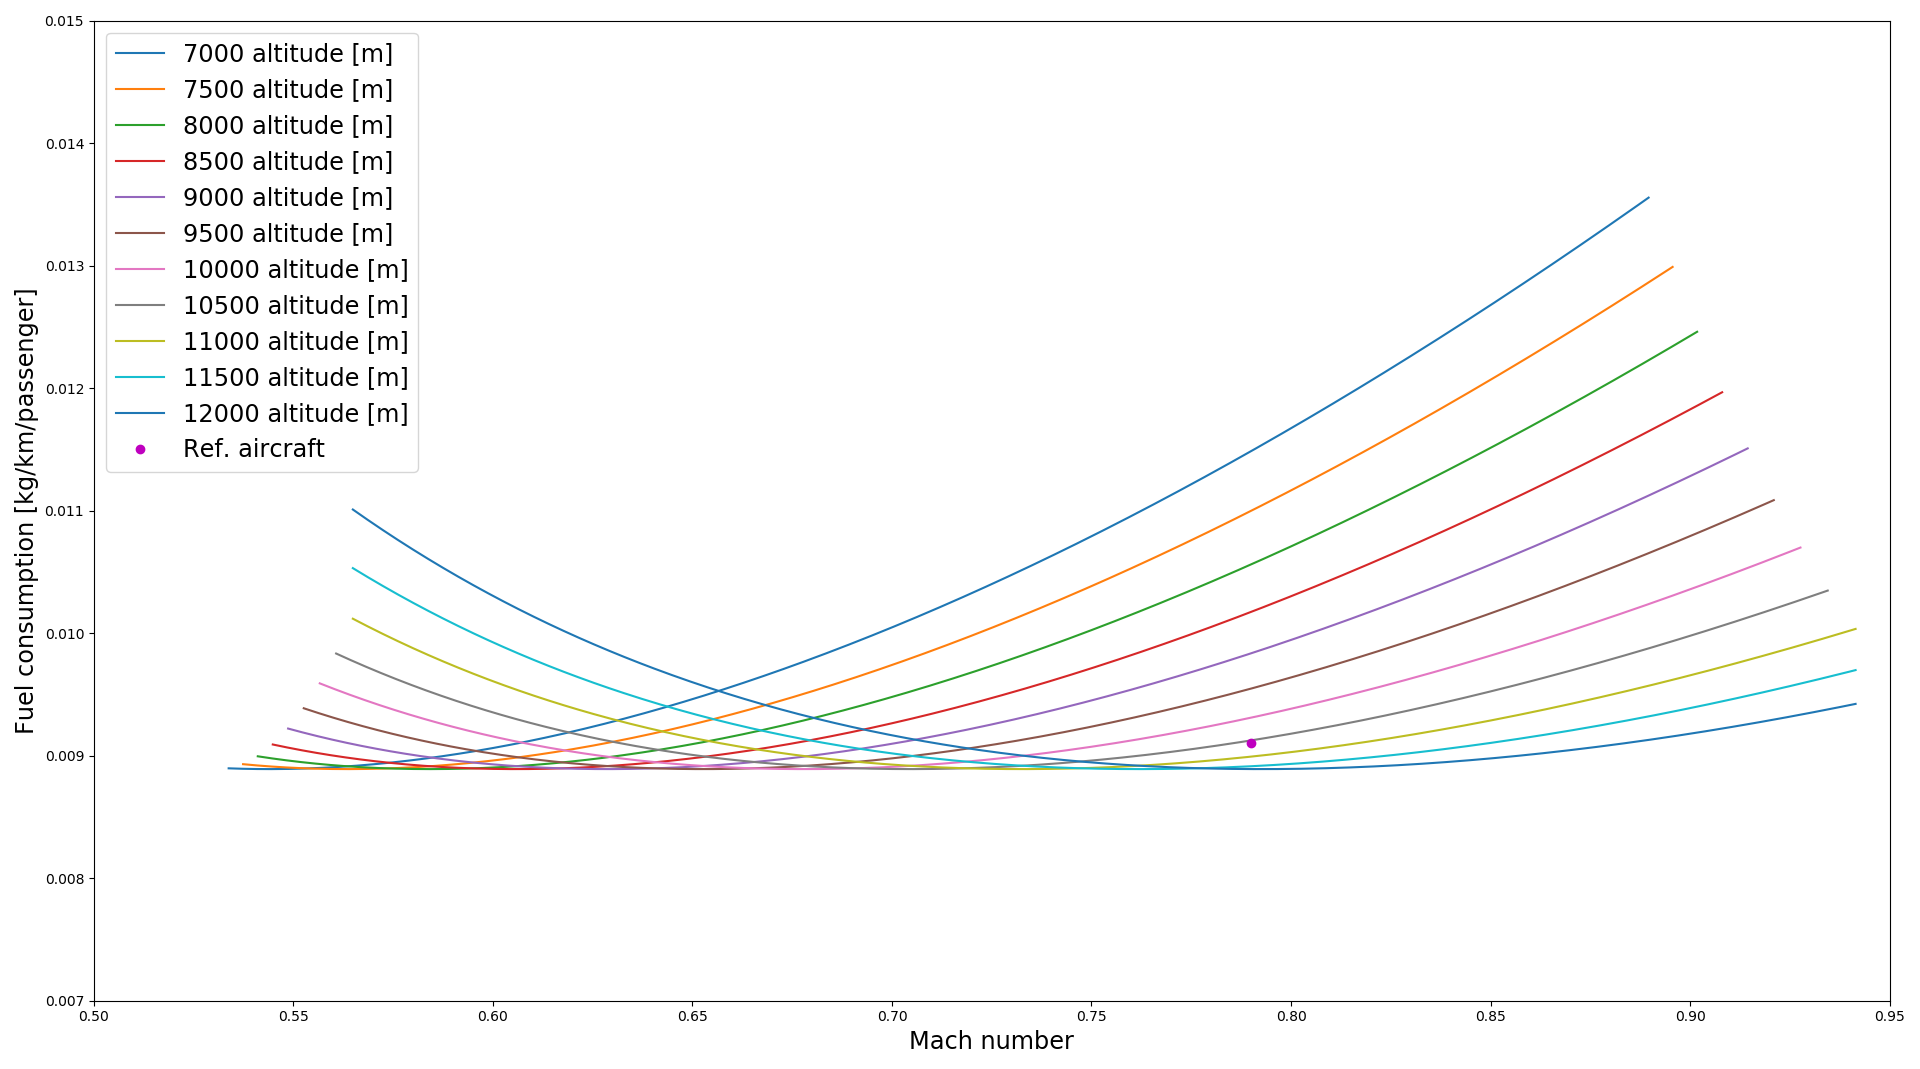 0.015
0.014
0.013
0.012
0.011
0.010
0.009
0.008
0.007
Fuel consumption [kg/km/passenger]
7000 altitude [m]
7500 altitude [m]
8000 altitude [m]
8500 altitude [m]
9000 altitude [m]
9500 altitude [m]
10000 altitude [m]
10500 altitude [m]
11000 altitude [m]
11500 altitude [m]
12000 altitude [m]
Ref. aircraft
0.50 0.55 0.60 0.65 0.70 0.75 0.80 0.85 0.90 0.95
Mach number